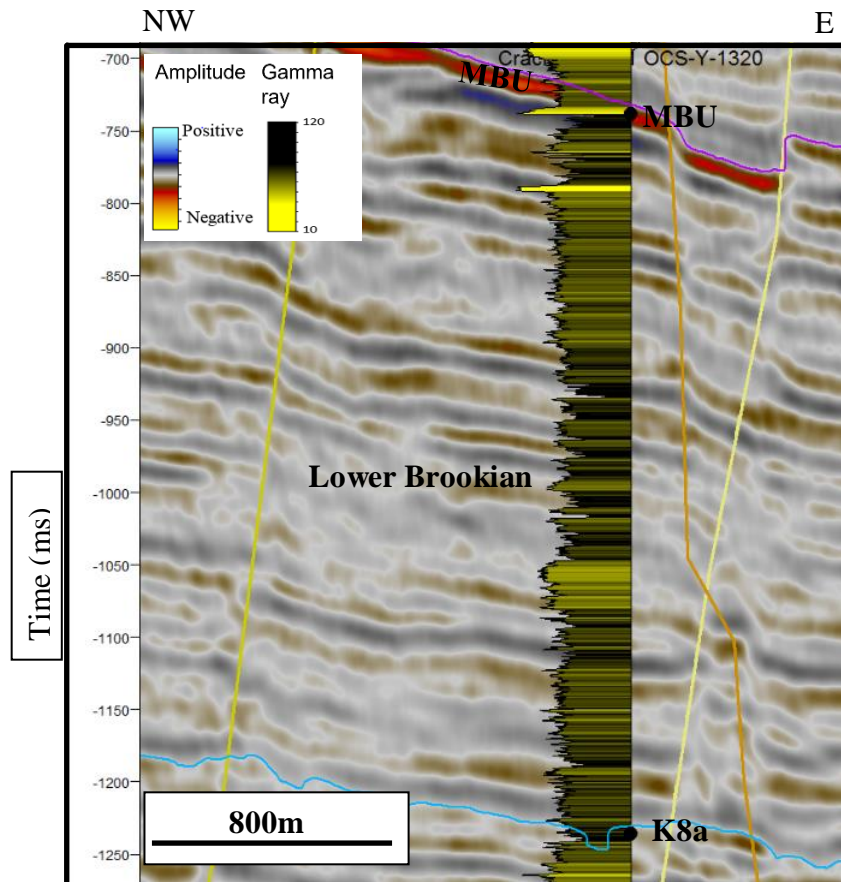 NW
E
-700
-750
-800
-850
-900
-950
-1000
-1050
-1100
-1150
-1200
-1250
Time (ms)
Amplitude
Positive
Negative
Gamma
ray
120
10
OCS-Y-1320
MBU
MBU
Lower Brookian
K8a
800m